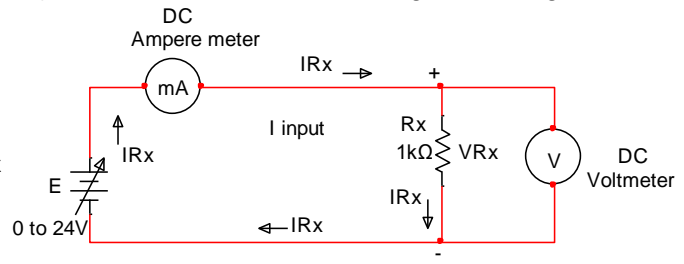 DC
Ampere meter
IRx
+
mA
I input
Rx
1kΩ
VRx
V
DC
Voltmeter
IRx
E
IRx
0 to 24V
IRx
-